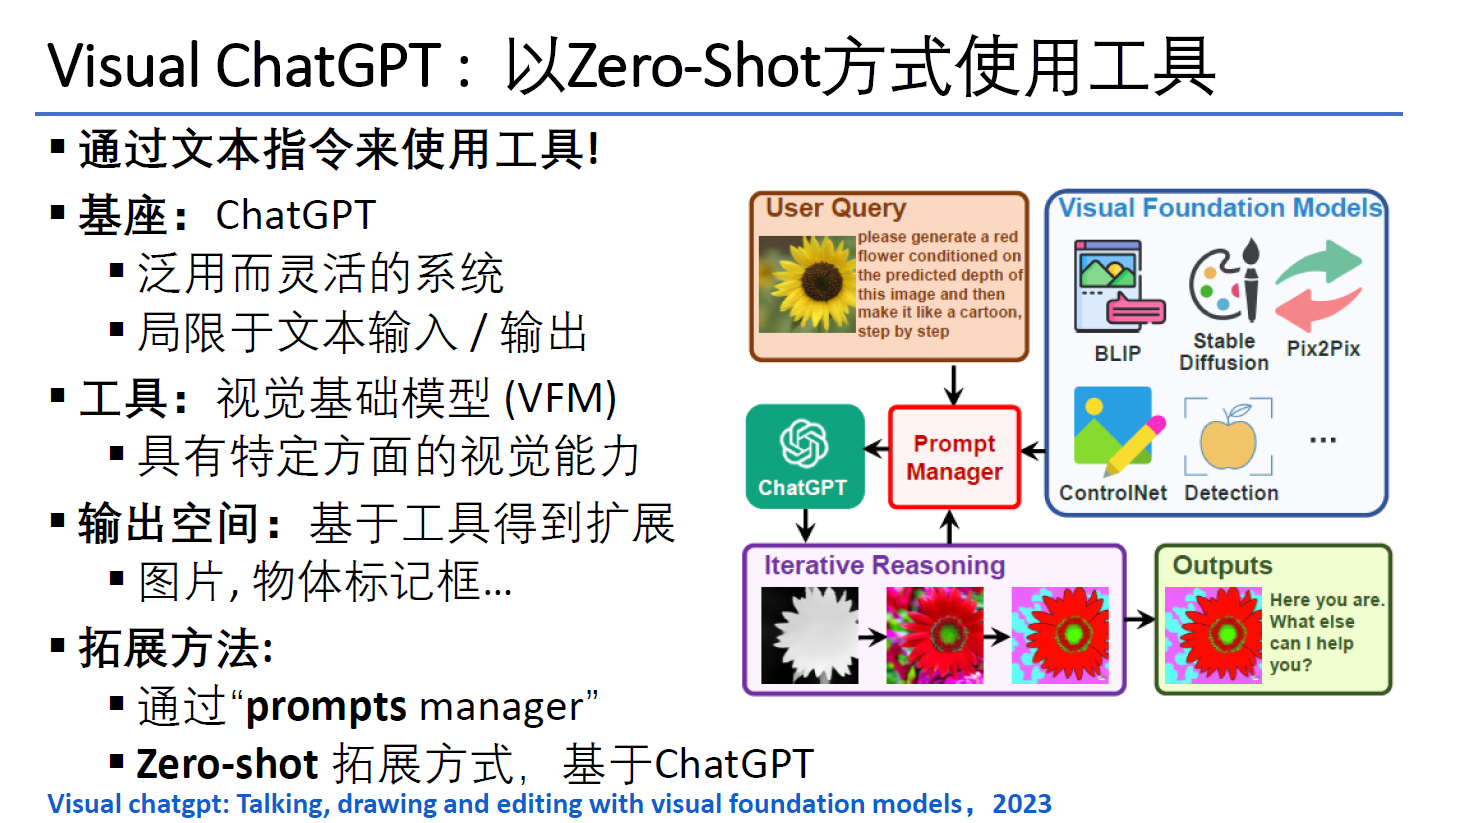 Visual ChatGPT：以Zero-Shot方式使用工具
▪ 通过文本指令来使用工具!
▪ 基座：ChatGPT
▪ 泛用而灵活的系统
▪ 局限于文本输入 / 输出
▪ 工具：视觉基础模型 (VFM)
▪ 具有特定方面的视觉能力
▪ 输出空间：基于工具得到扩展
▪ 图片, 物体标记框…
▪ 拓展方法:
▪ 通过“prompts manager”
▪ Zero-shot 拓展方式，基于ChatGPT
Visual chatgpt: Talking, drawing and editing with visual foundation models，2023
User Query
please generate a red
flower conditioned on
the predicted depth of
this image and then
make it like a cartoon,
step by step
Visual Foundation Models
BLIP
Stable
Diffusion
Pix2Pix
ControlNet
Detection
...
Prompt
Manager
ChatGPT
Iterative Reasoning
Outputs
Here you are.
What else
can I help
you?